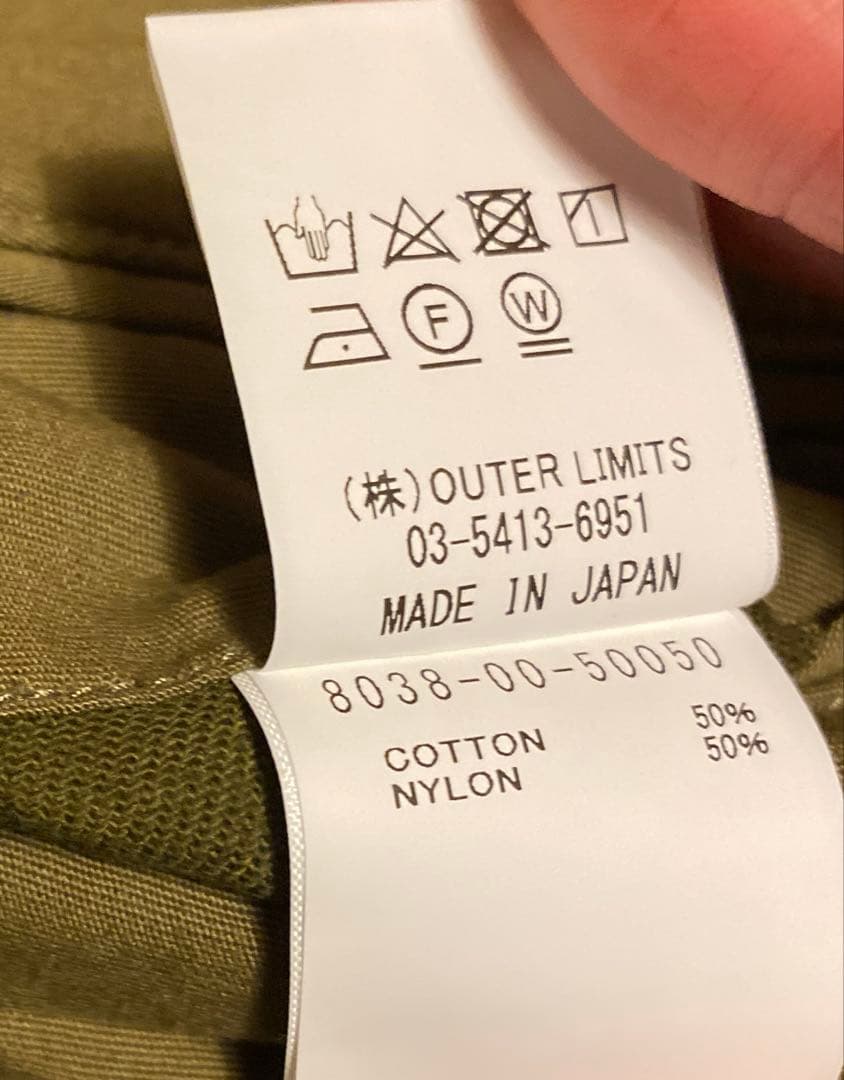 F W
(株)OUTER LIMITS
03-5413-6951
MADE IN JAPAN
8038-00-50050
COTTON 50%
NYLON 50%